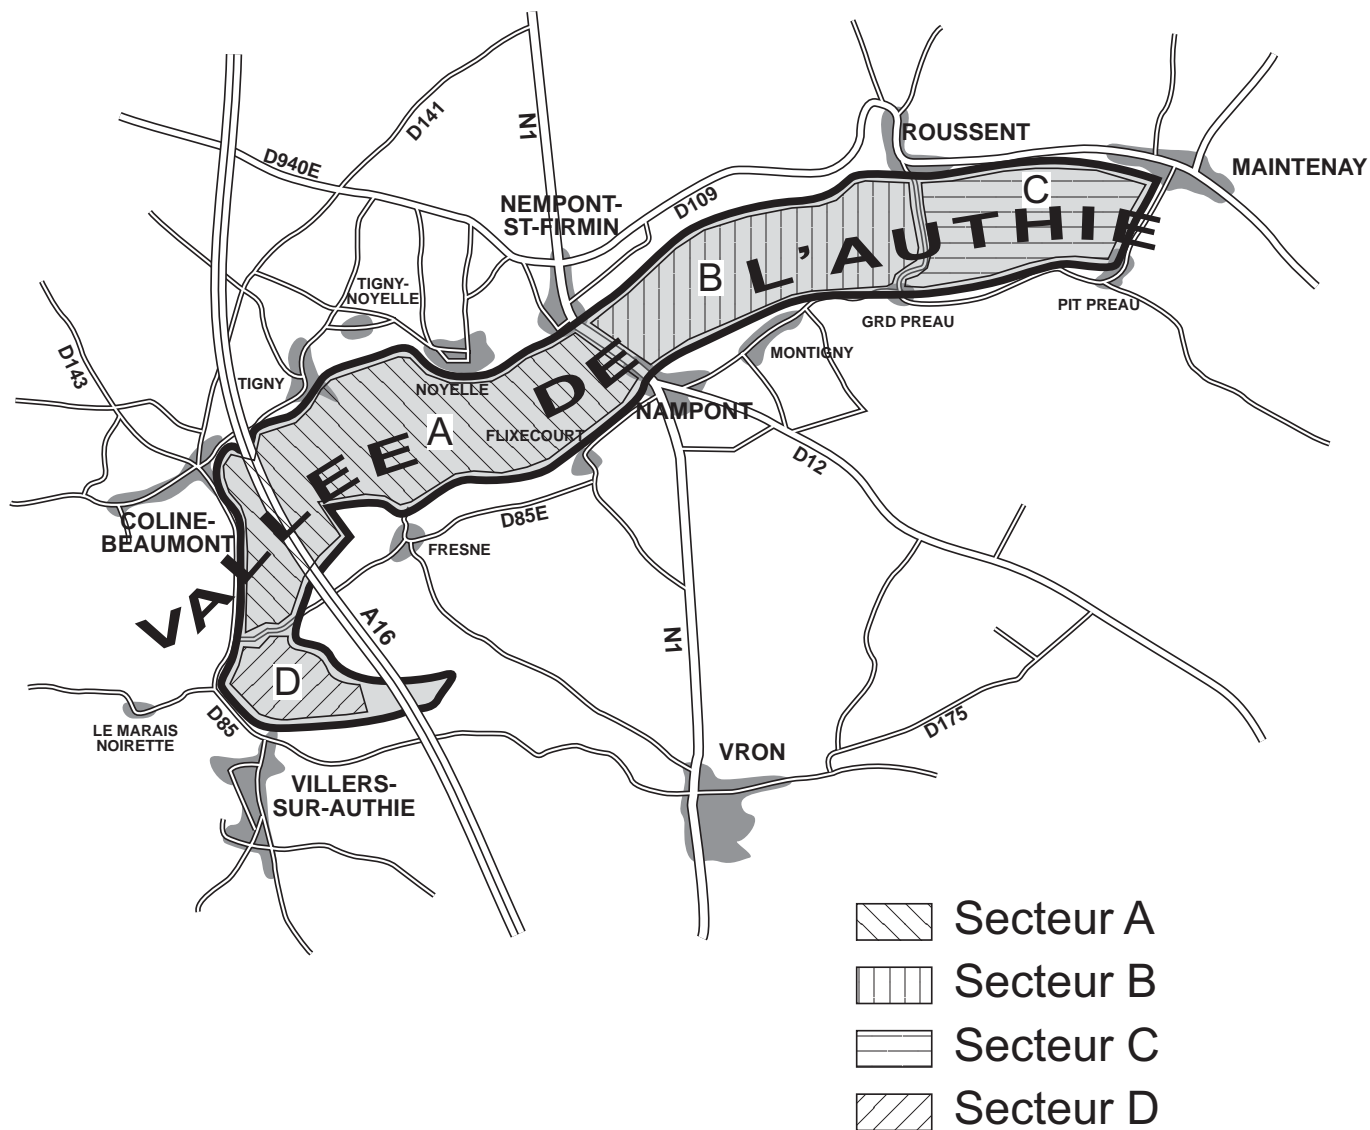 D141
N1
D940E
ROUSSENT
MAINTENAY
NEMPONT-
ST-FIRMIN
D109
C
VALLEE DE L'AUTHIE
B
TIGNY-
NOYELLE
PIT PREAU
GRD PREAU
D143
MONTIGNY
TIGNY
NOYELLE
NAMPONT
A
FLIXECOURT
D12
COLINE-
BEAUMONT
D85E
FRESNE
A16
N1
D
LE MARAIS
NOIRETTE
D85
D175
VRON
VILLERS-
SUR-AUTHIE
Secteur A
Secteur B
Secteur C
Secteur D